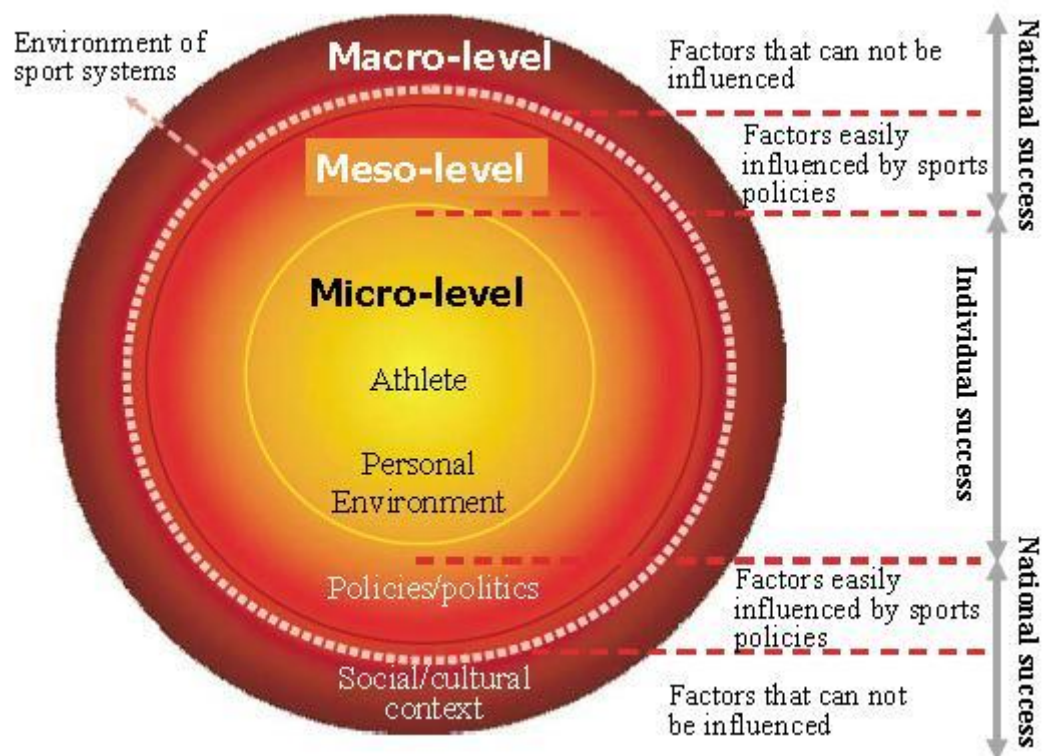 Environment of
sport systems
Macro-level
Factors that can not be
influenced
National success
Meso-level
Factors easily
influenced by sports
policies
Micro-level
Athlete
Personal
Environment
Individual success
Policies/politics
Factors easily
influenced by sports
policies
National success
Social/cultural
context
Factors that can not
be influenced